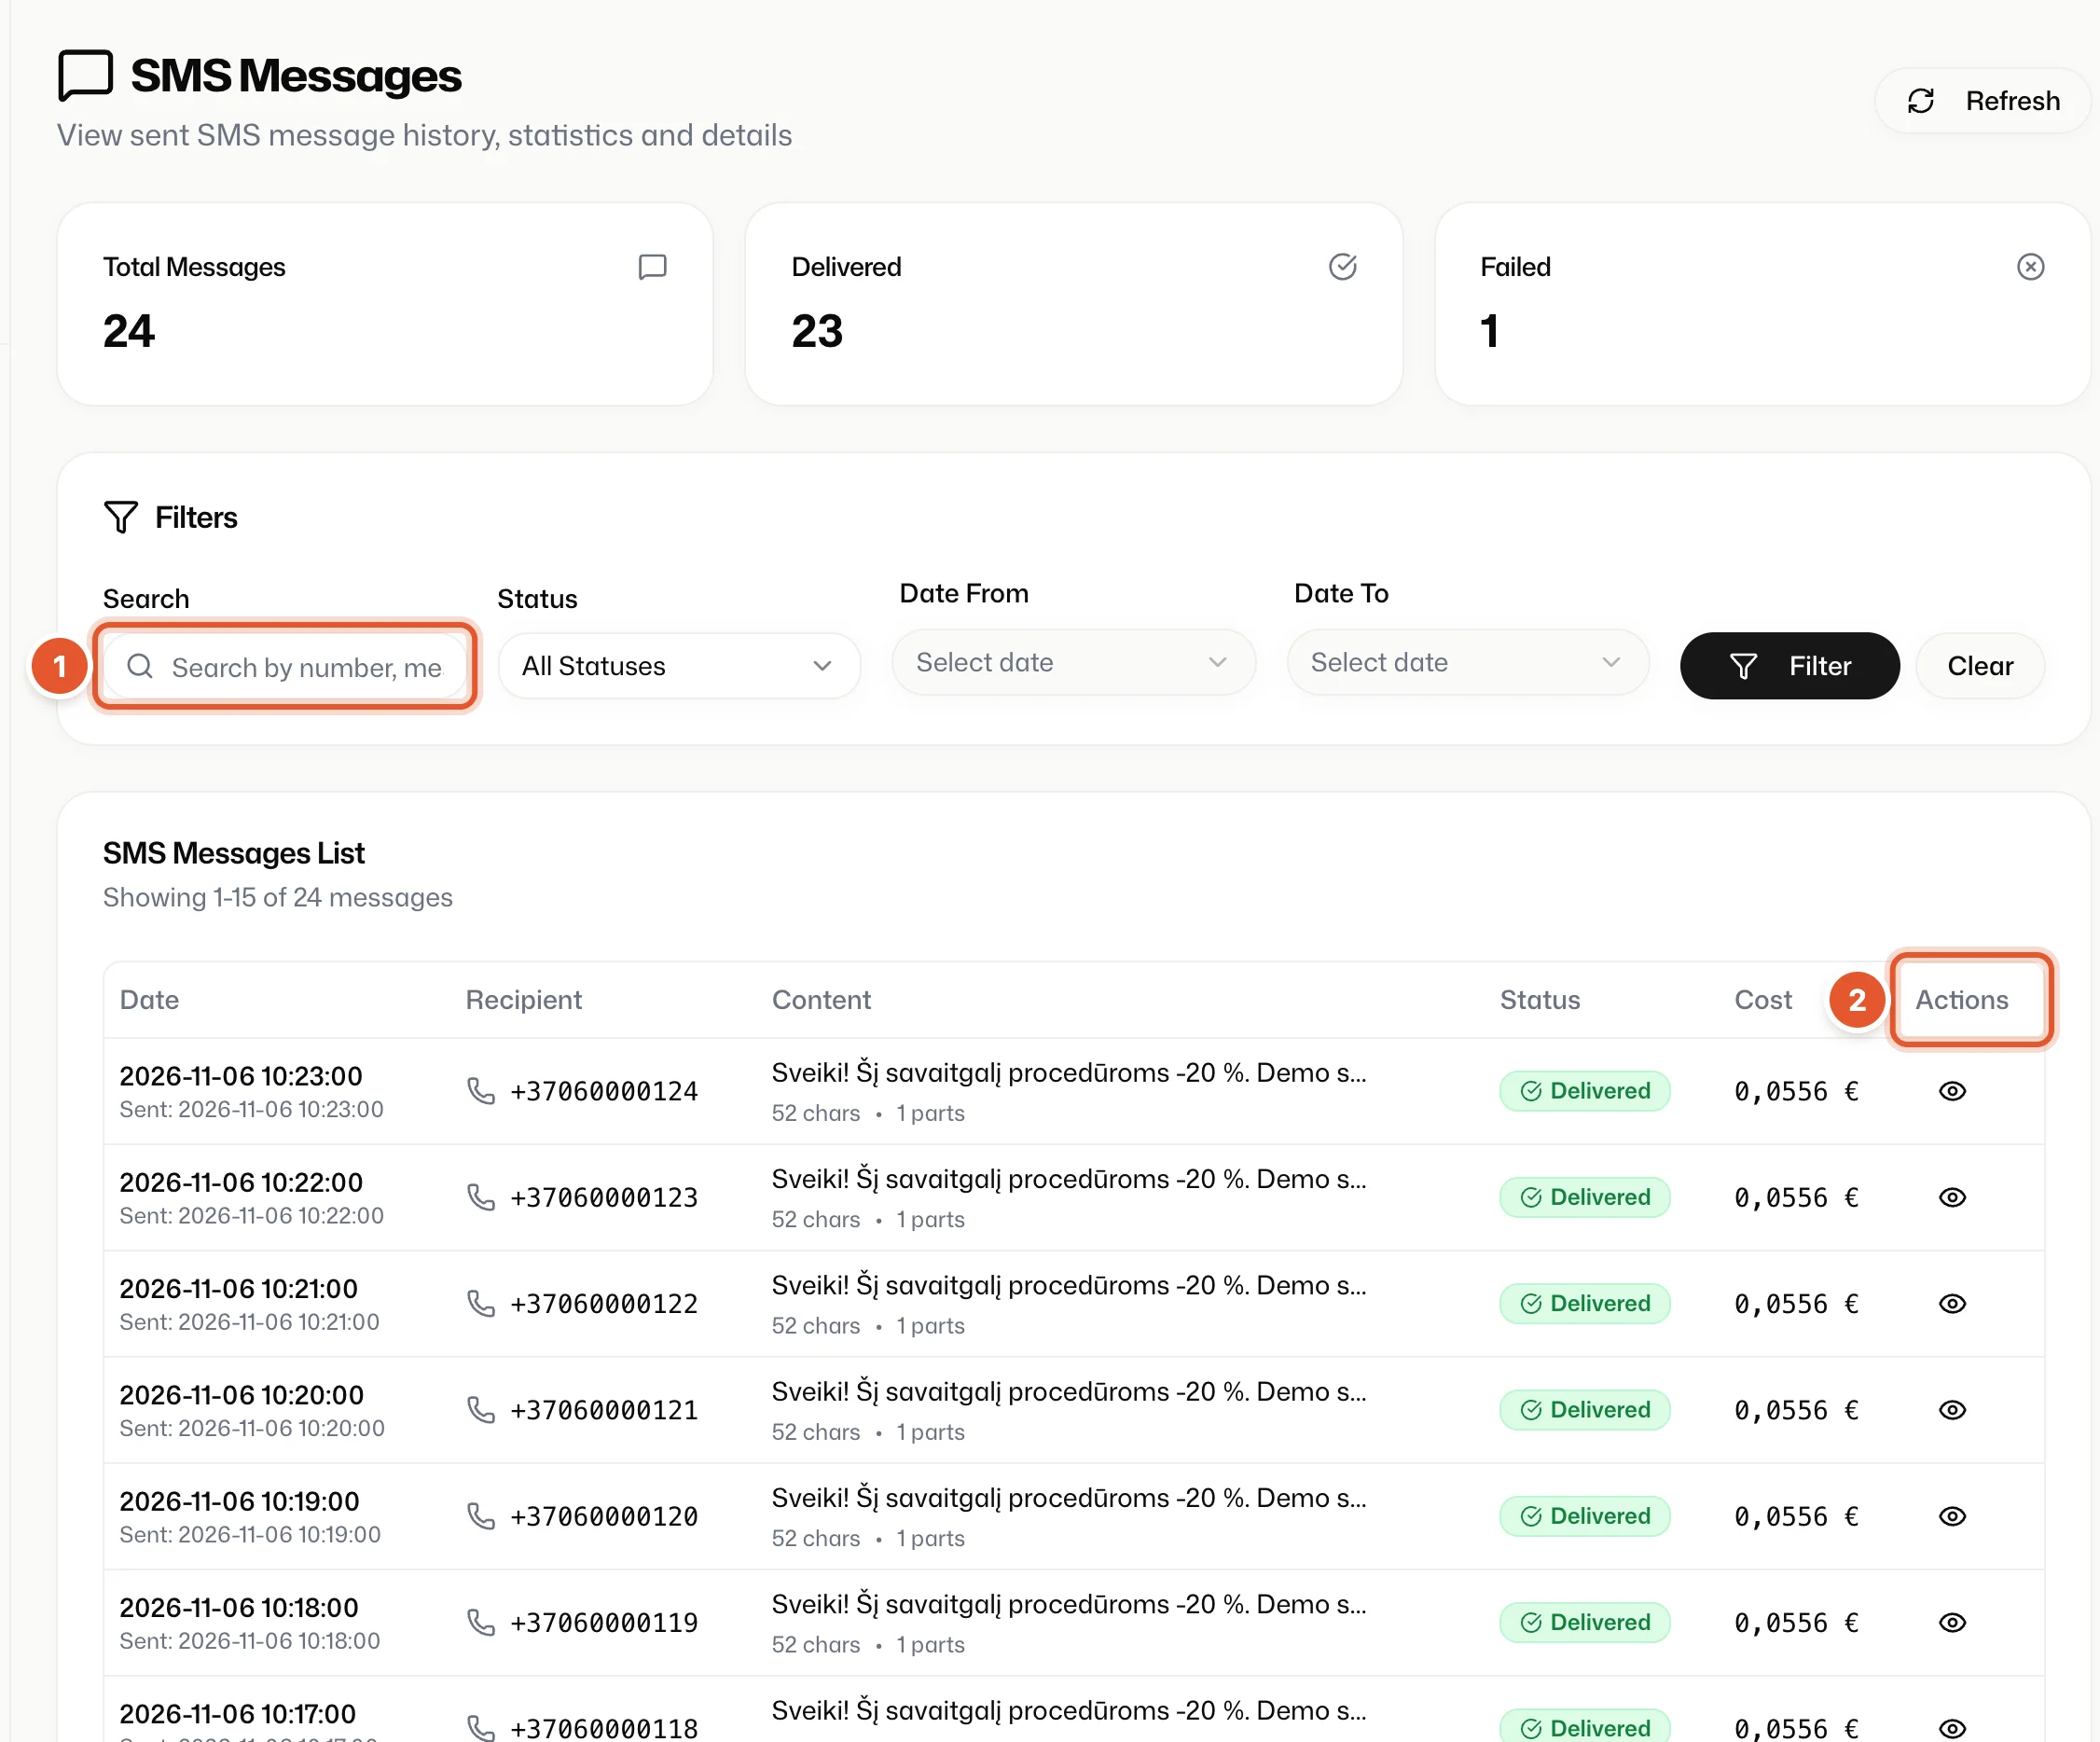 SMS Messages
View sent SMS message history, statistics and details
Refresh
Total Messages
24
Delivered
23
Failed
1
Filters
Search
Status
Date From
Date To
1
Search by number, me
All Statuses
Select date
Select date
Filter
Clear
SMS Messages List
Showing 1-15 of 24 messages
Date Recipient Content Status Cost 2 Actions
2026-11-06 10:23:00
Sent: 2026-11-06 10:23:00
+37060000124
Sveiki! Šį savaitgalį procedūroms -20 %. Demo s...
52 chars • 1 parts
Delivered
0,0556 €
2026-11-06 10:22:00
Sent: 2026-11-06 10:22:00
+37060000123
Sveiki! Šį savaitgalį procedūroms -20 %. Demo s...
52 chars • 1 parts
Delivered
0,0556 €
2026-11-06 10:21:00
Sent: 2026-11-06 10:21:00
+37060000122
Sveiki! Šį savaitgalį procedūroms -20 %. Demo s...
52 chars • 1 parts
Delivered
0,0556 €
2026-11-06 10:20:00
Sent: 2026-11-06 10:20:00
+37060000121
Sveiki! Šį savaitgalį procedūroms -20 %. Demo s...
52 chars • 1 parts
Delivered
0,0556 €
2026-11-06 10:19:00
Sent: 2026-11-06 10:19:00
+37060000120
Sveiki! Šį savaitgalį procedūroms -20 %. Demo s...
52 chars • 1 parts
Delivered
0,0556 €
2026-11-06 10:18:00
Sent: 2026-11-06 10:18:00
+37060000119
Sveiki! Šį savaitgalį procedūroms -20 %. Demo s...
52 chars • 1 parts
Delivered
0,0556 €
2026-11-06 10:17:00
+37060000118
Sveiki! Šį savaitgalį procedūroms -20 %. Demo s...
Delivered
0,0556 €